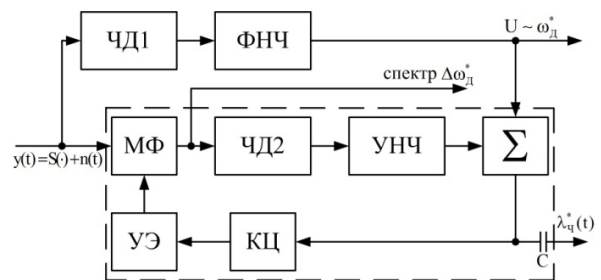 ЧД1
ФНЧ
U ~ ω*д
спектр Δω*д
y(t)=S(·)+n(t)
МФ
ЧД2
УНЧ
Σ
УЭ
КЦ
C
λ*ч(t)